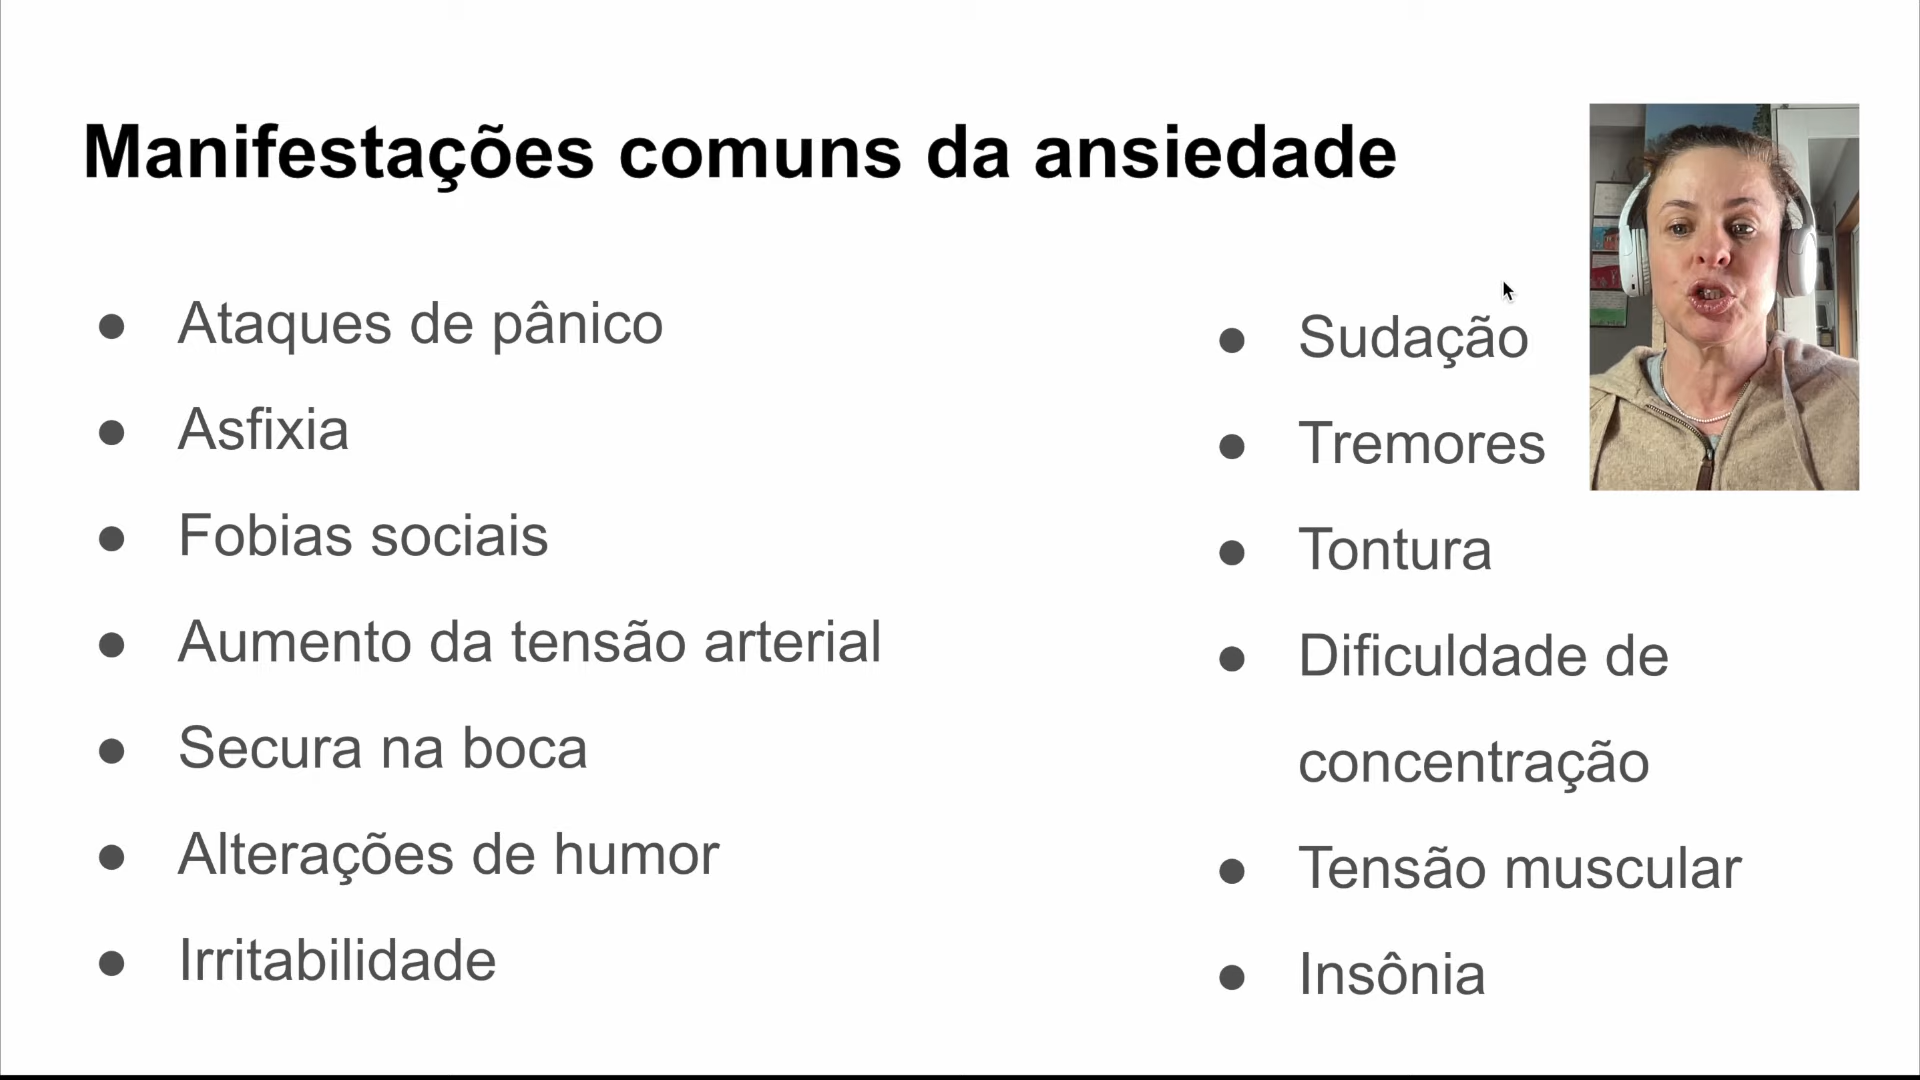 Manifestações comuns da ansiedade
● Ataques de pânico
● Asfixia
● Fobias sociais
● Aumento da tensão arterial
● Secura na boca
● Alterações de humor
● Irritabilidade
● Sudação
● Tremores
● Tontura
● Dificuldade de
concentração
● Tensão muscular
● Insônia